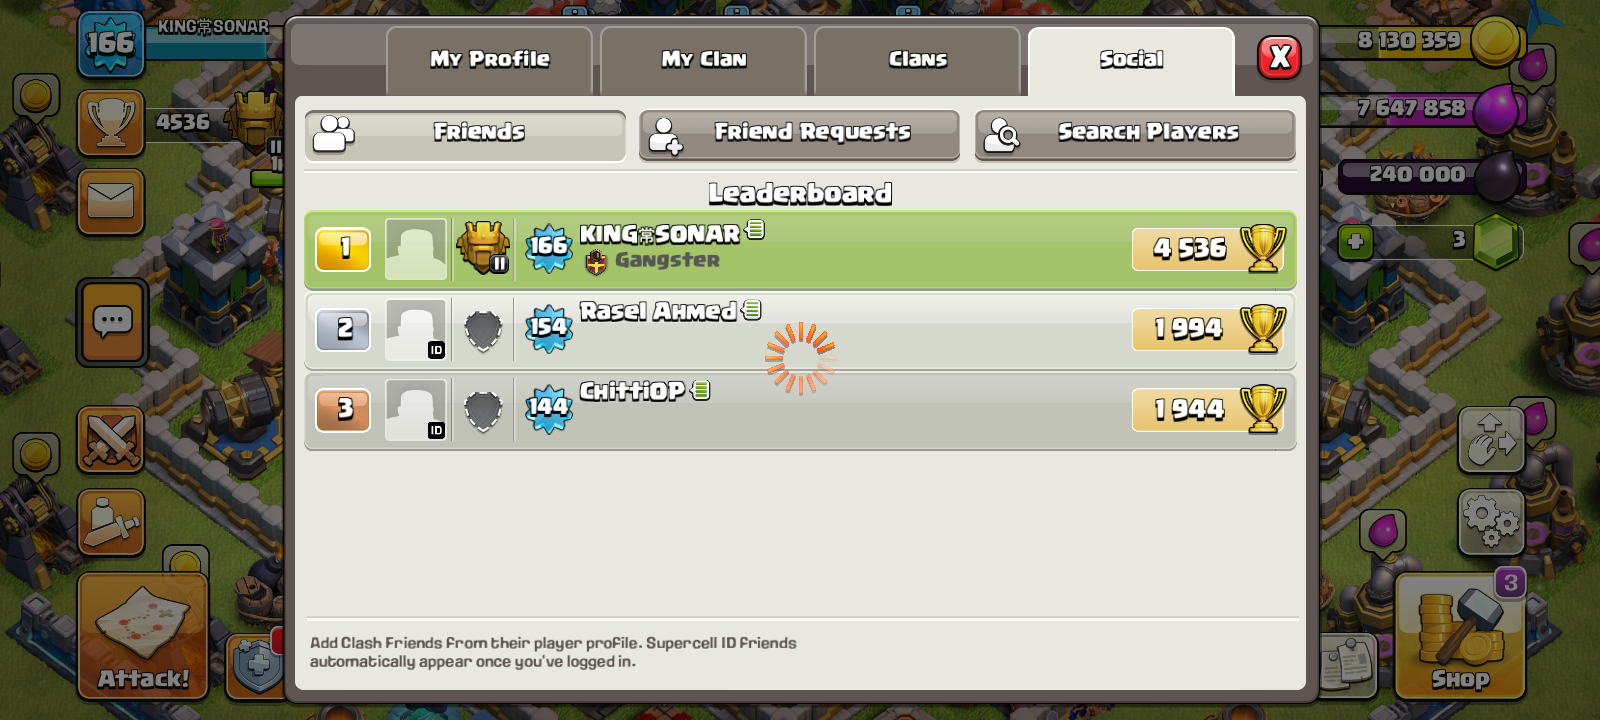 166
KING常SONAR
4536
My Profile
My Clan
Clans
Social
X
8 130 359
7 647 858
240 000
3
Friends
Friend Requests
Search Players
Leaderboard
1
II
166
KING常SONAR
Gangster
4 536
2
ID
154
Rasel Ahmed
1 994
3
ID
144
ChittiOP
1 944
Add Clash Friends from their player profile. Supercell ID friends
automatically appear once you've logged in.
Attack!
3
Shop